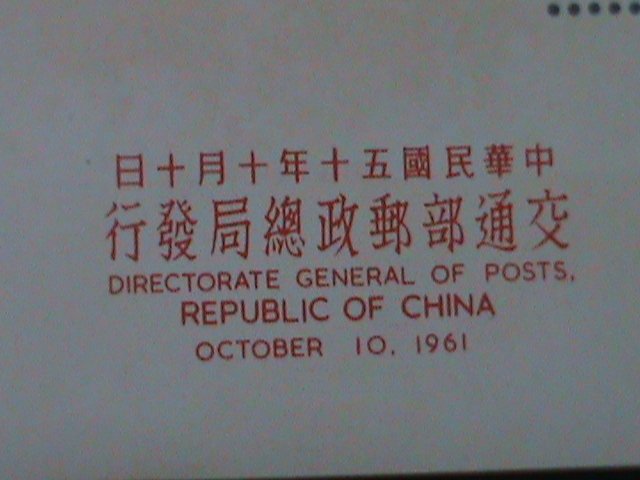 中華民國五十年十月十日
交通部郵政總局發行
DIRECTORATE GENERAL OF POSTS,
REPUBLIC OF CHINA
OCTOBER 10, 1961